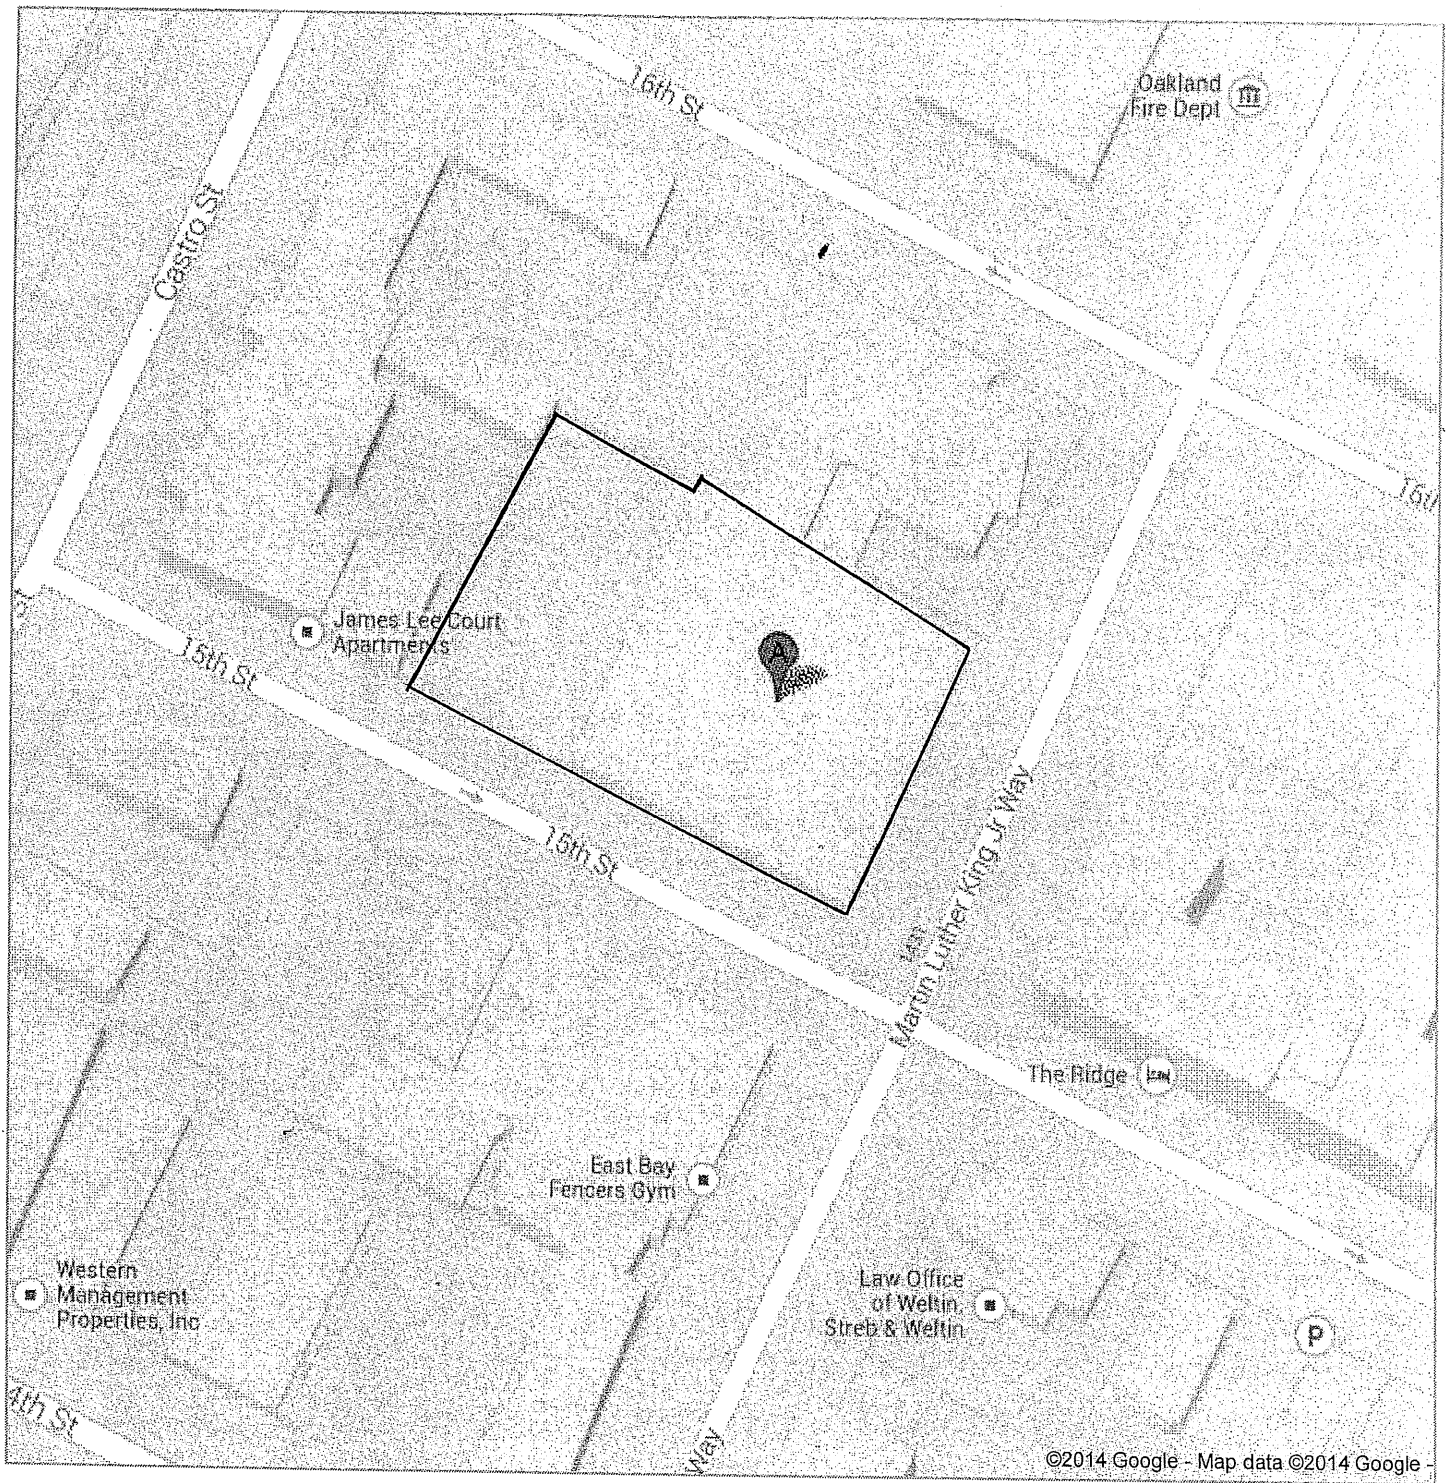 16th St
Oakland
Fire Dept
Castro St
James Lee Court
Apartments
15th St
A
15th St
Martin Luther King Jr Way
The Ridge
East Bay
Fencers Gym
Western
Management
Properties, Inc
Law Office
of Weltin,
Streb & Weltin
P
4th St
Way
©2014 Google - Map data ©2014 Google -